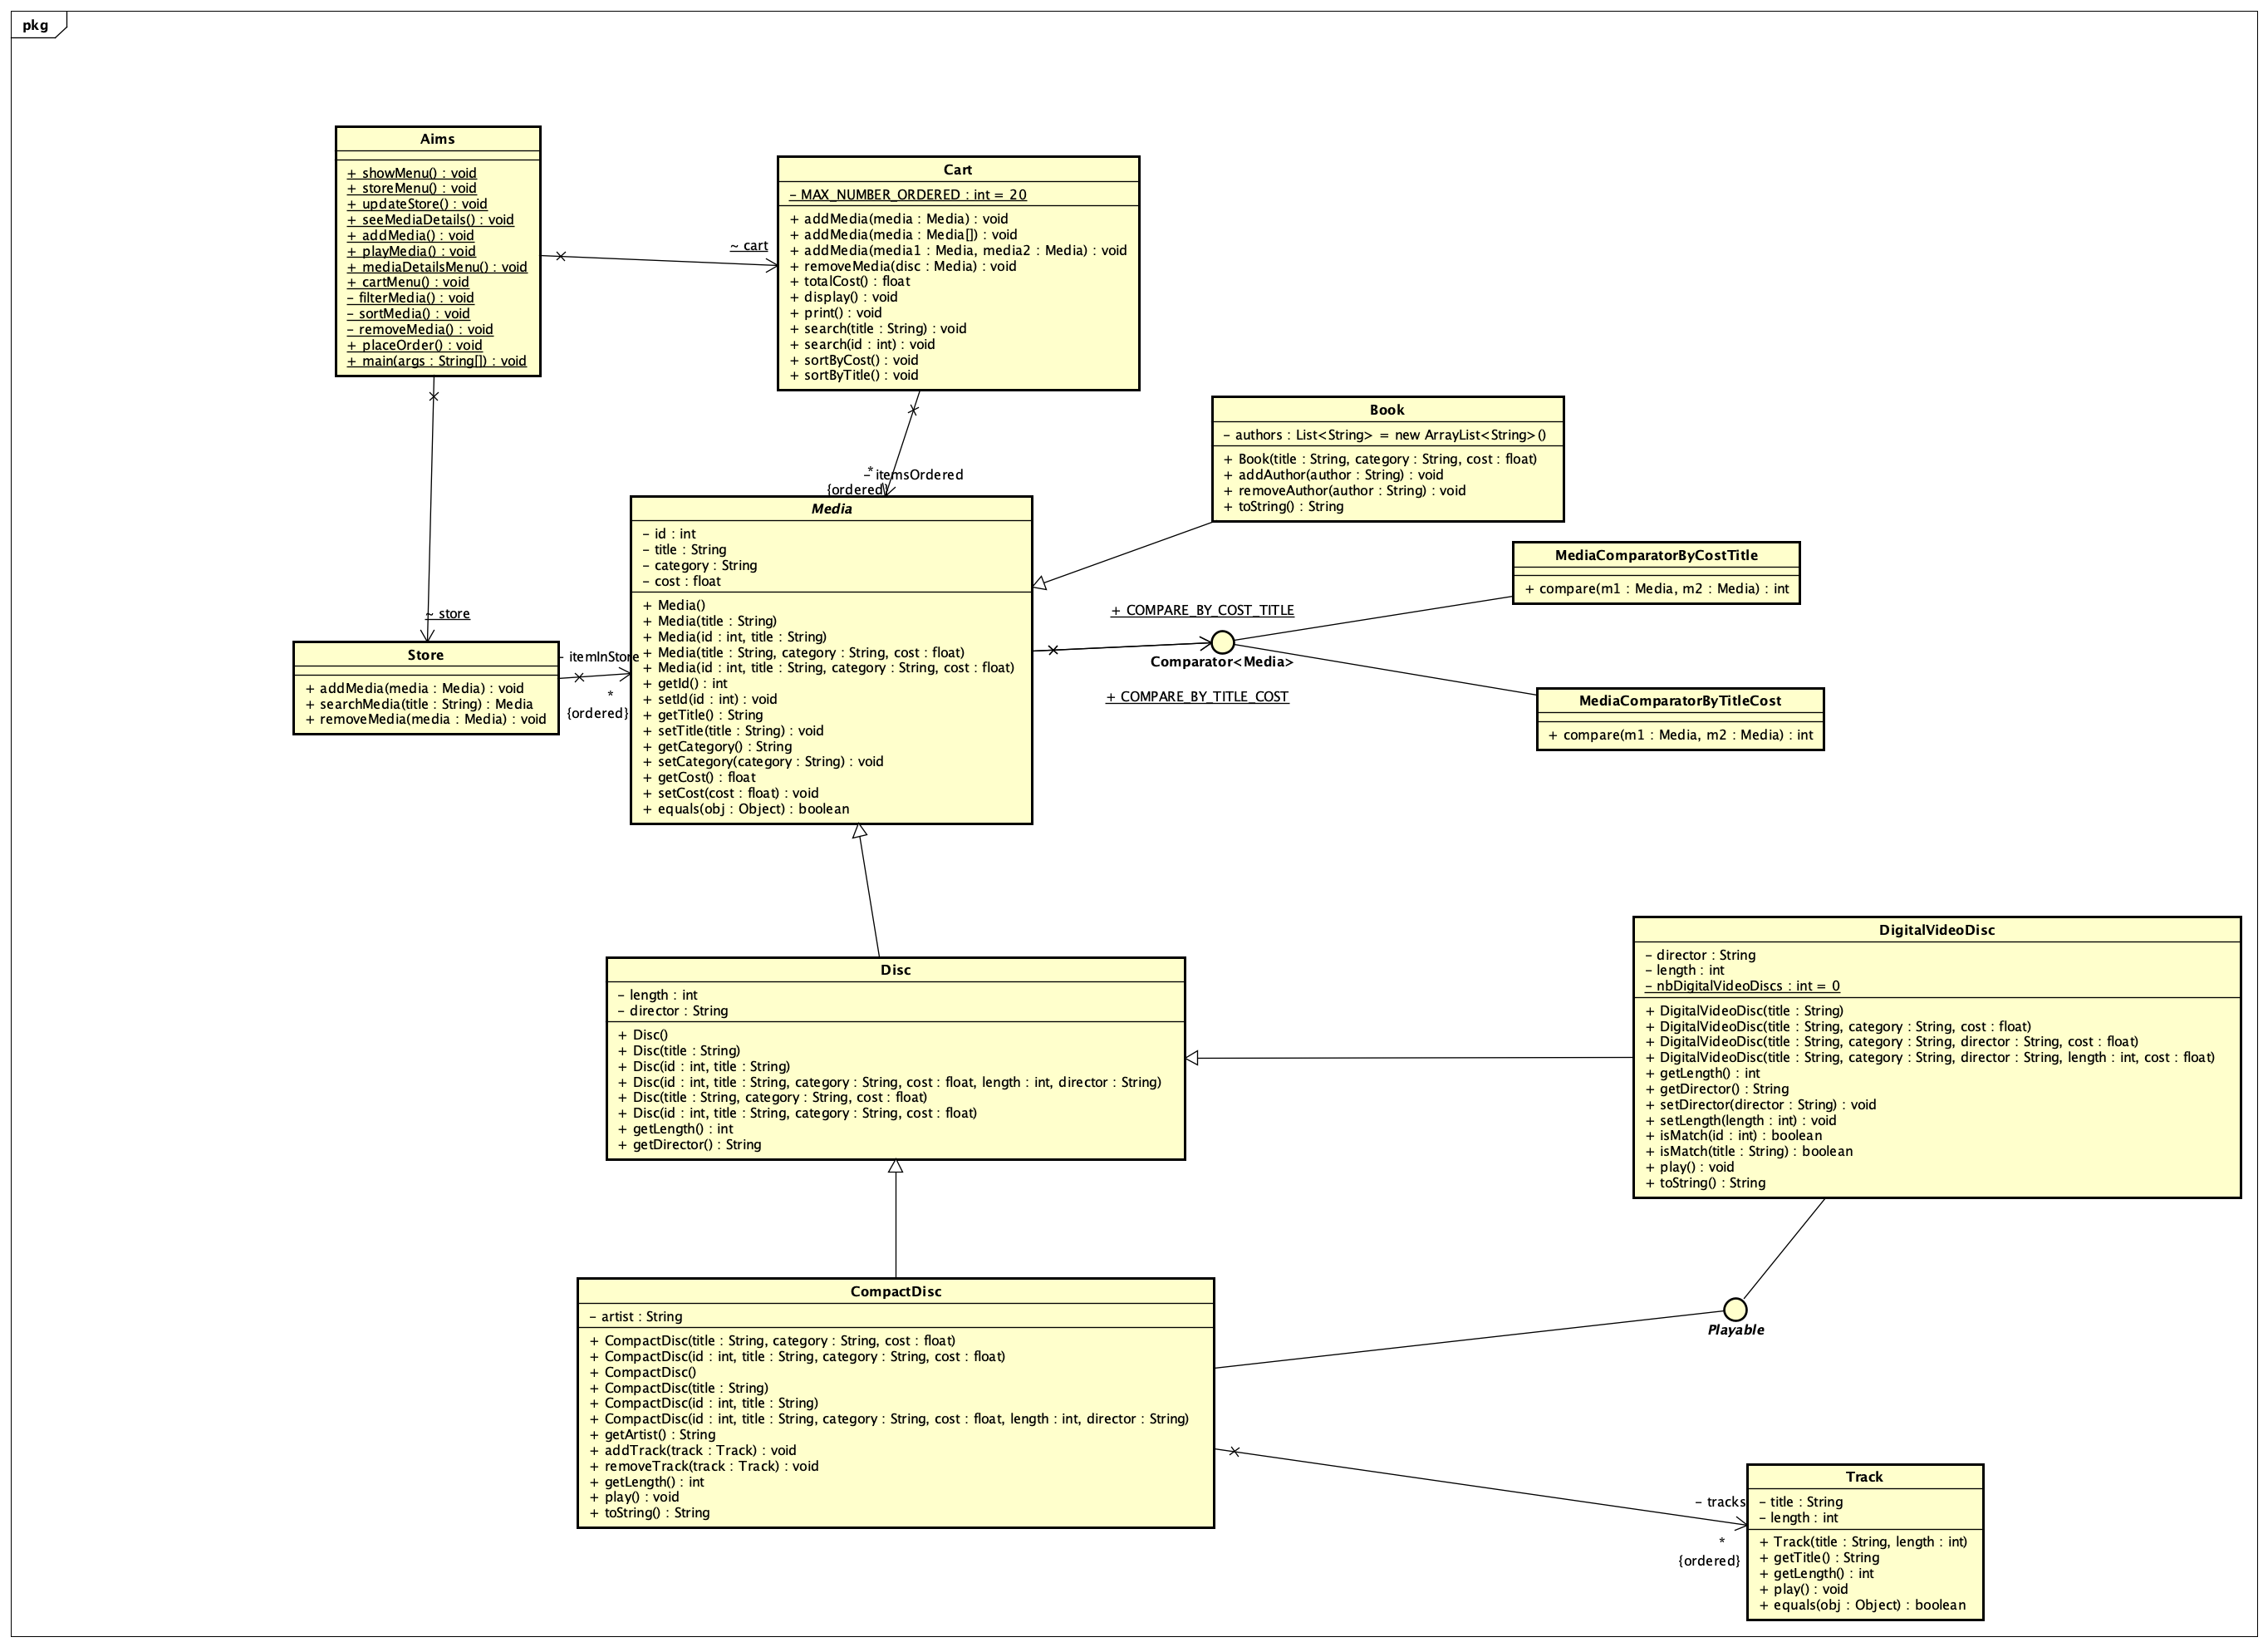 pkg
Aims
+ showMenu() : void
+ storeMenu() : void
+ updateStore() : void
+ seeMediaDetails() : void
+ addMedia() : void
+ playMedia() : void
+ mediaDetailsMenu() : void
+ cartMenu() : void
- filterMedia() : void
- sortMedia() : void
- removeMedia() : void
+ placeOrder() : void
+ main(args : String[]) : void
~ cart
Cart
- MAX_NUMBER_ORDERED : int = 20
+ addMedia(media : Media) : void
+ addMedia(media : Media[]) : void
+ addMedia(media1 : Media, media2 : Media) : void
+ removeMedia(disc : Media) : void
+ totalCost() : float
+ display() : void
+ print() : void
+ search(title : String) : void
+ search(id : int) : void
+ sortByCost() : void
+ sortByTitle() : void
*
- itemsOrdered
{ordered}
Book
- authors : List<String> = new ArrayList<String>()
+ Book(title : String, category : String, cost : float)
+ addAuthor(author : String) : void
+ removeAuthor(author : String) : void
+ toString() : String
~ store
Store
+ addMedia(media : Media) : void
+ searchMedia(title : String) : Media
+ removeMedia(media : Media) : void
- itemInStore
*
{ordered}
Media
- id : int
- title : String
- category : String
- cost : float
+ Media()
+ Media(title : String)
+ Media(id : int, title : String)
+ Media(title : String, category : String, cost : float)
+ Media(id : int, title : String, category : String, cost : float)
+ getId() : int
+ setId(id : int) : void
+ getTitle() : String
+ setTitle(title : String) : void
+ getCategory() : String
+ setCategory(category : String) : void
+ getCost() : float
+ setCost(cost : float) : void
+ equals(obj : Object) : boolean
+ COMPARE_BY_COST_TITLE
Comparator<Media>
+ COMPARE_BY_TITLE_COST
MediaComparatorByCostTitle
+ compare(m1 : Media, m2 : Media) : int
MediaComparatorByTitleCost
+ compare(m1 : Media, m2 : Media) : int
Disc
- length : int
- director : String
+ Disc()
+ Disc(title : String)
+ Disc(id : int, title : String)
+ Disc(id : int, title : String, category : String, cost : float, length : int, director : String)
+ Disc(title : String, category : String, cost : float)
+ Disc(id : int, title : String, category : String, cost : float)
+ getLength() : int
+ getDirector() : String
DigitalVideoDisc
- director : String
- length : int
- nbDigitalVideoDiscs : int = 0
+ DigitalVideoDisc(title : String)
+ DigitalVideoDisc(title : String, category : String, cost : float)
+ DigitalVideoDisc(title : String, category : String, director : String, cost : float)
+ DigitalVideoDisc(title : String, category : String, director : String, length : int, cost : float)
+ getLength() : int
+ getDirector() : String
+ setDirector(director : String) : void
+ setLength(length : int) : void
+ isMatch(id : int) : boolean
+ isMatch(title : String) : boolean
+ play() : void
+ toString() : String
CompactDisc
- artist : String
+ CompactDisc(title : String, category : String, cost : float)
+ CompactDisc(id : int, title : String, category : String, cost : float)
+ CompactDisc()
+ CompactDisc(title : String)
+ CompactDisc(id : int, title : String)
+ CompactDisc(id : int, title : String, category : String, cost : float, length : int, director : String)
+ getArtist() : String
+ addTrack(track : Track) : void
+ removeTrack(track : Track) : void
+ getLength() : int
+ play() : void
+ toString() : String
Playable
- tracks
*
{ordered}
Track
- title : String
- length : int
+ Track(title : String, length : int)
+ getTitle() : String
+ getLength() : int
+ play() : void
+ equals(obj : Object) : boolean